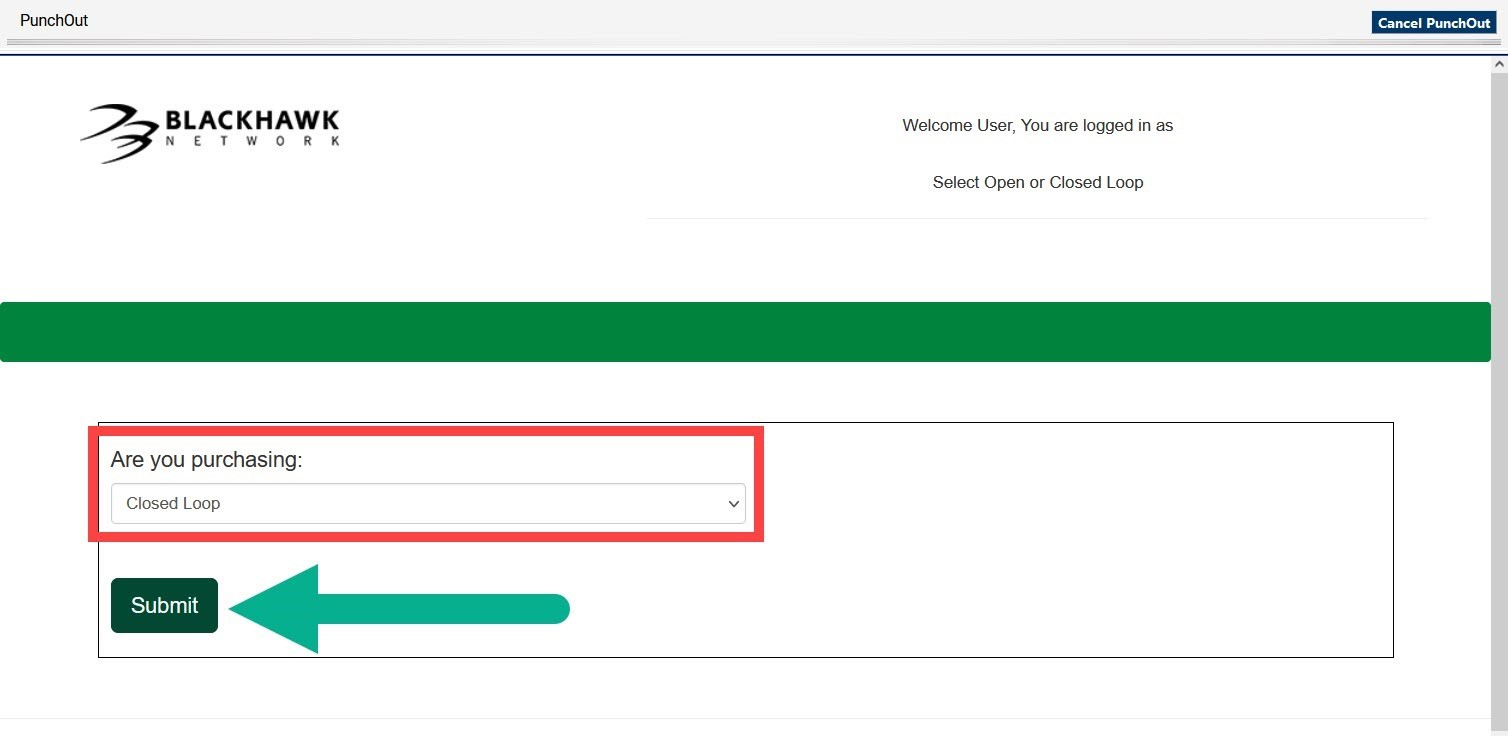 PunchOut
Cancel PunchOut
BLACKHAWK
NETWORK
Welcome User, You are logged in as
Select Open or Closed Loop
Are you purchasing:
Closed Loop
Submit